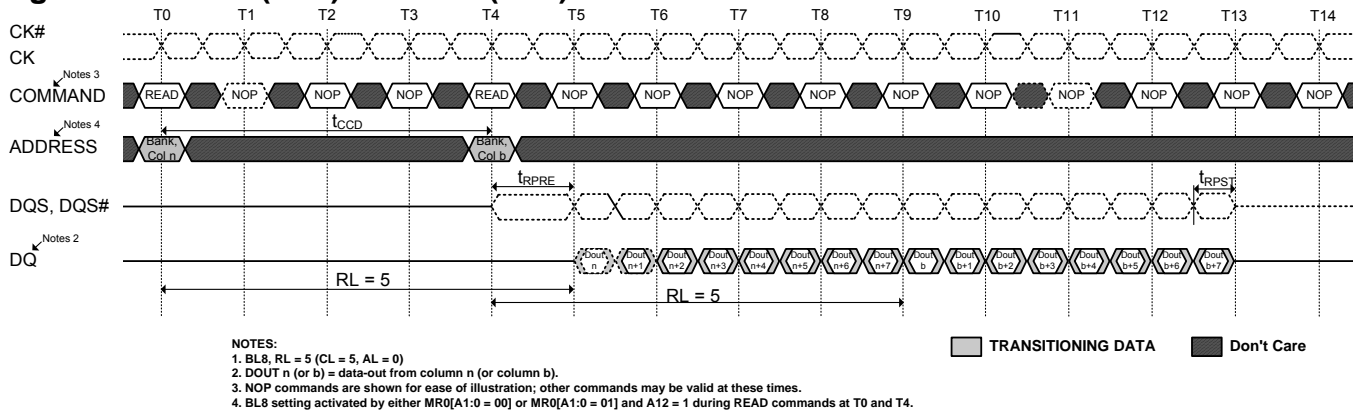 T0 T1 T2 T3 T4 T5 T6 T7 T8 T9 T10 T11 T12 T13 T14
CK#
CK
Notes 3
COMMAND READ NOP NOP NOP READ NOP NOP NOP NOP NOP NOP NOP NOP NOP NOP
Notes 4
tCCD
ADDRESS Bank, Col n Bank, Col b
tRPRE tRPST
DQS, DQS#
Notes 2
DQ Dout n Dout n+1 Dout n+2 Dout n+3 Dout n+4 Dout n+5 Dout n+6 Dout n+7 Dout b Dout b+1 Dout b+2 Dout b+3 Dout b+4 Dout b+5 Dout b+6 Dout b+7
RL = 5 RL = 5
NOTES:
1. BL8, RL = 5 (CL = 5, AL = 0)
2. DOUT n (or b) = data-out from column n (or column b).
3. NOP commands are shown for ease of illustration; other commands may be valid at these times.
4. BL8 setting activated by either MR0[A1:0 = 00] or MR0[A1:0 = 01] and A12 = 1 during READ commands at T0 and T4.
TRANSITIONING DATA Don't Care